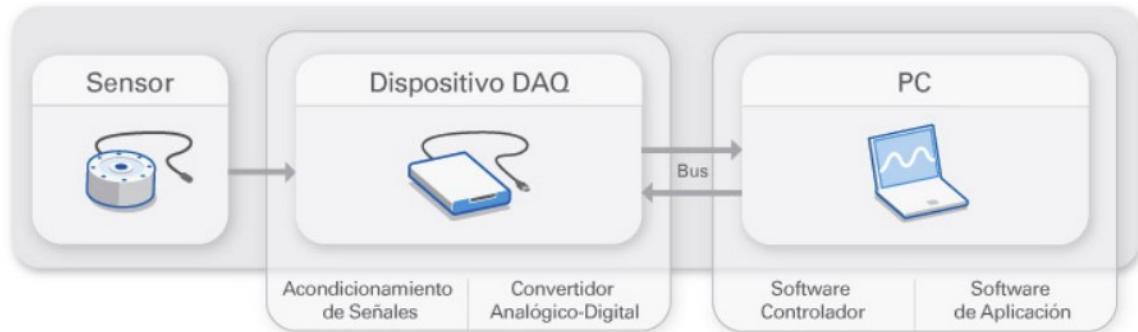 Sensor
Dispositivo DAQ
PC
Bus
Acondicionamiento
de Señales
Convertidor
Analógico-Digital
Software
Controlador
Software
de Aplicación